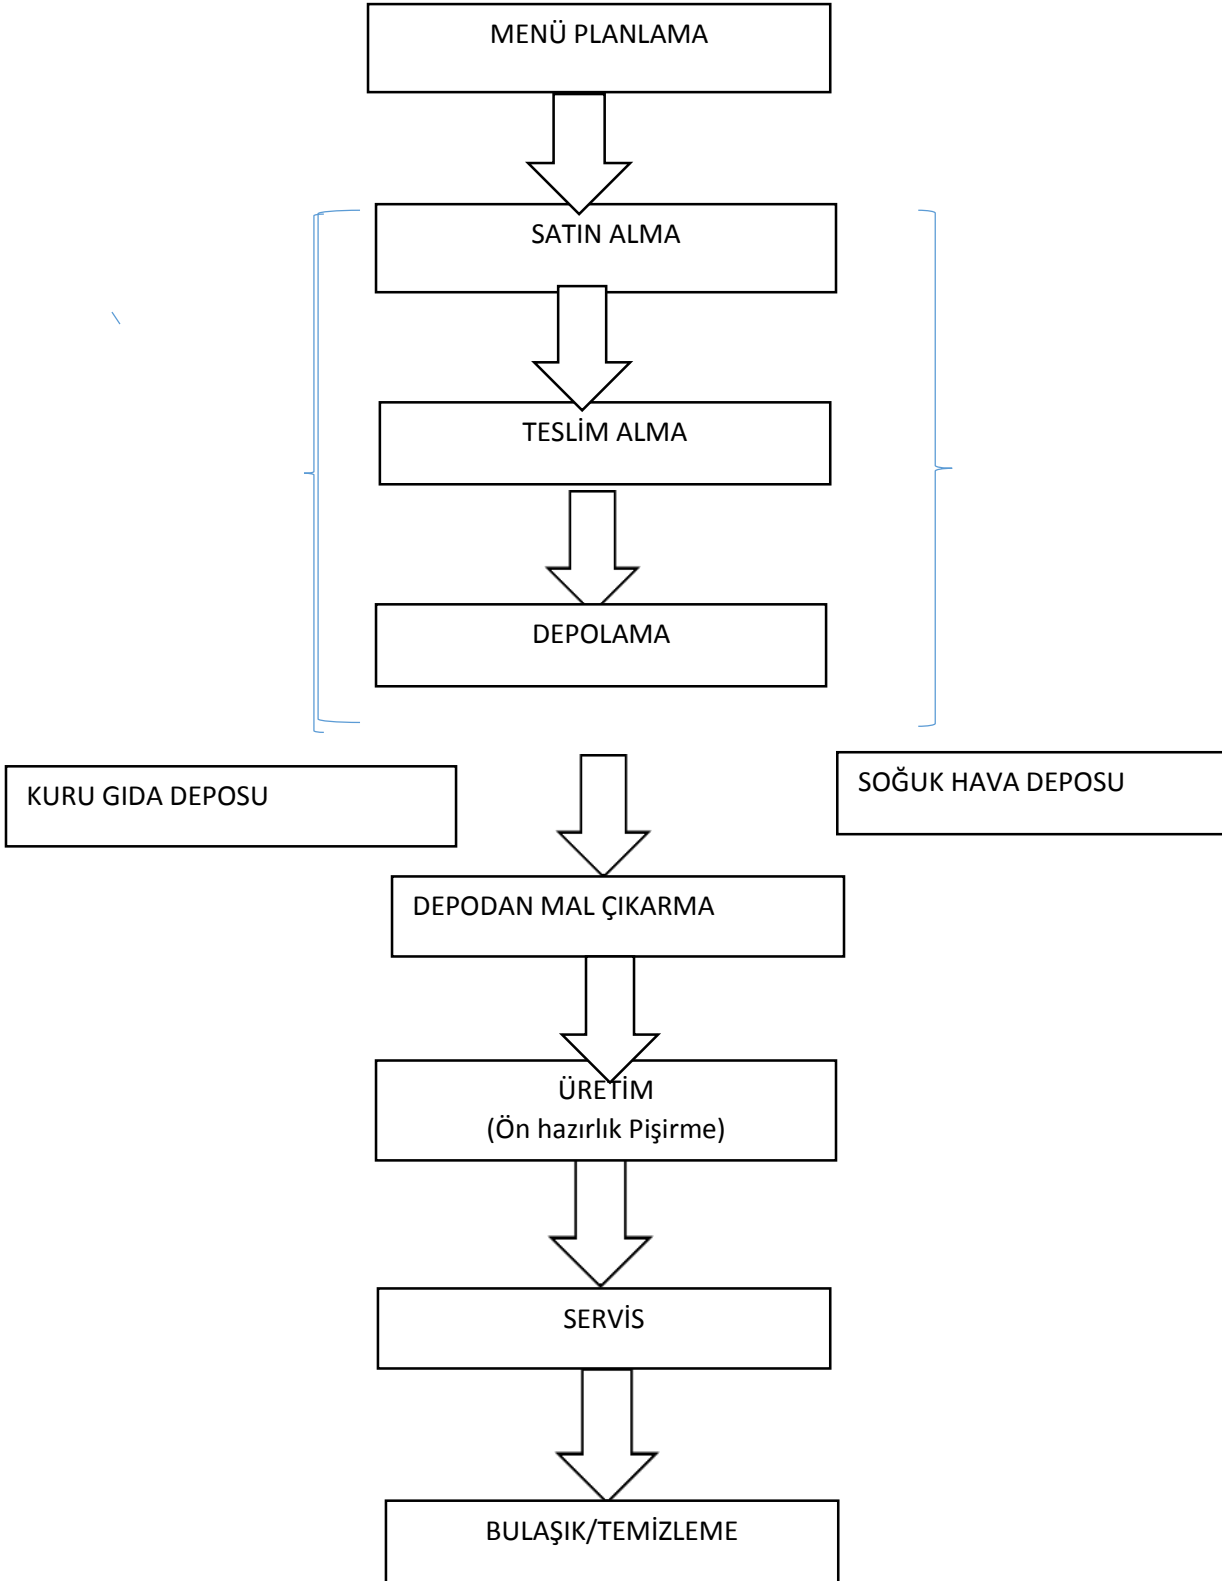 MENÜ PLANLAMA
SATIN ALMA
TESLİM ALMA
DEPOLAMA
KURU GIDA DEPOSU
SOĞUK HAVA DEPOSU
DEPODAN MAL ÇIKARMA
ÜRETİM
(Ön hazırlık Pişirme)
SERVİS
BULAŞIK/TEMİZLEME